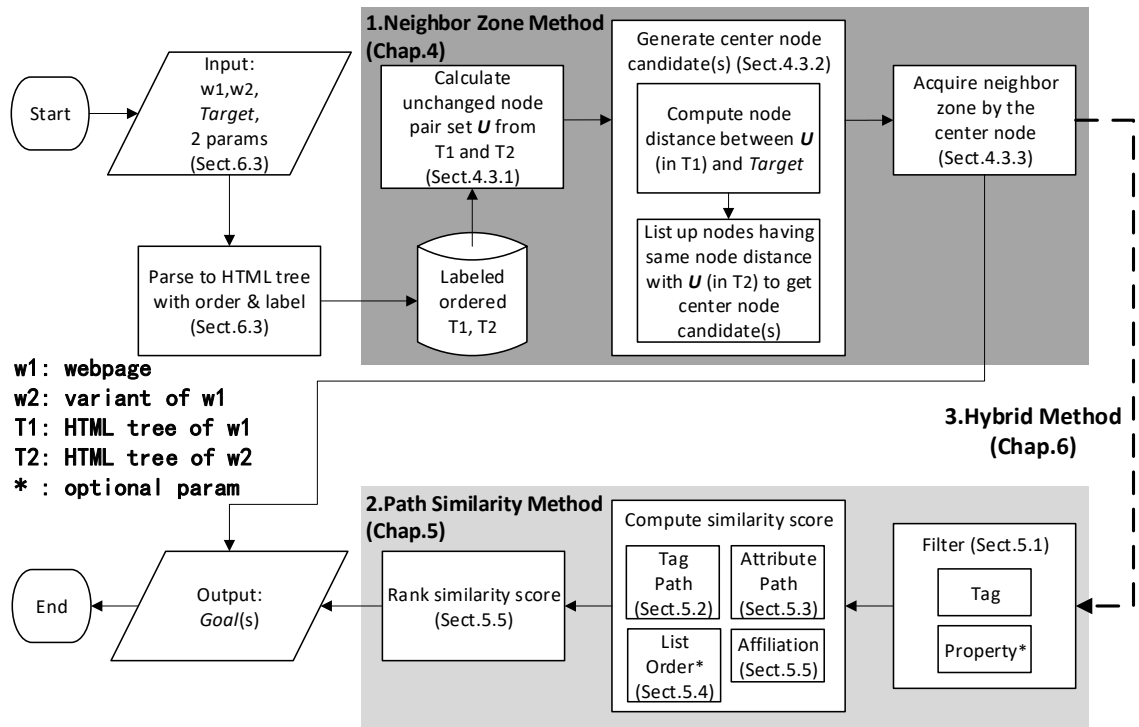 1.Neighbor Zone Method
(Chap.4)
Start
Input:
w1,w2,
Target,
2 params
(Sect.6.3)
Calculate
unchanged node
pair set U from
T1 and T2
(Sect.4.3.1)
Generate center node
candidate(s) (Sect.4.3.2)
Compute node
distance between U
(in T1) and Target
List up nodes having
same node distance
with U (in T2) to get
center node
candidate(s)
Acquire neighbor
zone by the
center node
(Sect.4.3.3)
Parse to HTML tree
with order & label
(Sect.6.3)
Labeled
ordered
T1, T2
w1: webpage
w2: variant of w1
T1: HTML tree of w1
T2: HTML tree of w2
* : optional param
3.Hybrid Method
(Chap.6)
2.Path Similarity Method
(Chap.5)
End
Output:
Goal(s)
Rank similarity score
(Sect.5.5)
Compute similarity score
Tag
Path
(Sect.5.2)
Attribute
Path
(Sect.5.3)
List
Order*
(Sect.5.4)
Affiliation
(Sect.5.5)
Filter (Sect.5.1)
Tag
Property*